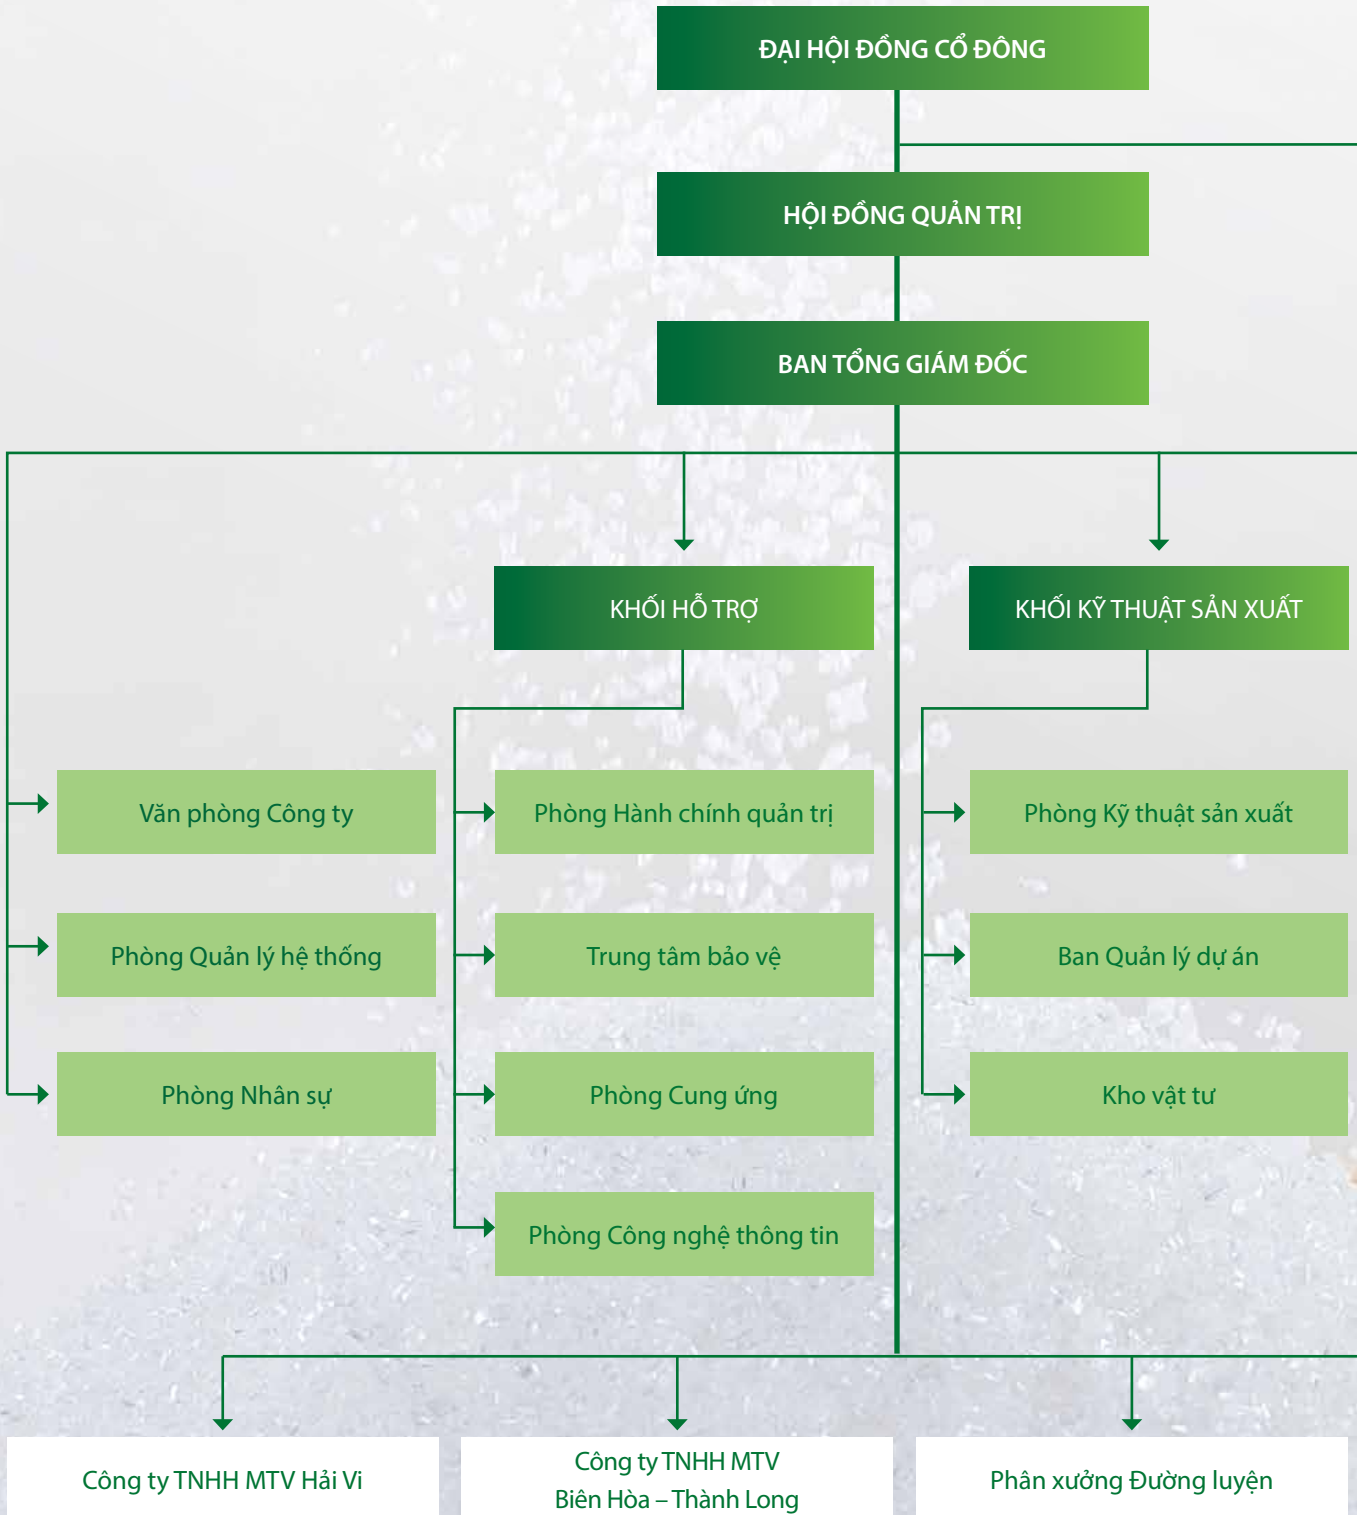 ĐẠI HỘI ĐỒNG CỔ ĐÔNG
HỘI ĐỒNG QUẢN TRỊ
BAN TỔNG GIÁM ĐỐC
KHỐI HỖ TRỢ
KHỐI KỸ THUẬT SẢN XUẤT
Văn phòng Công ty
Phòng Hành chính quản trị
Phòng Kỹ thuật sản xuất
Phòng Quản lý hệ thống
Trung tâm bảo vệ
Ban Quản lý dự án
Phòng Nhân sự
Phòng Cung ứng
Kho vật tư
Phòng Công nghệ thông tin
Công ty TNHH MTV Hải Vi
Công ty TNHH MTV
Biên Hòa – Thành Long
Phân xưởng Đường luyện